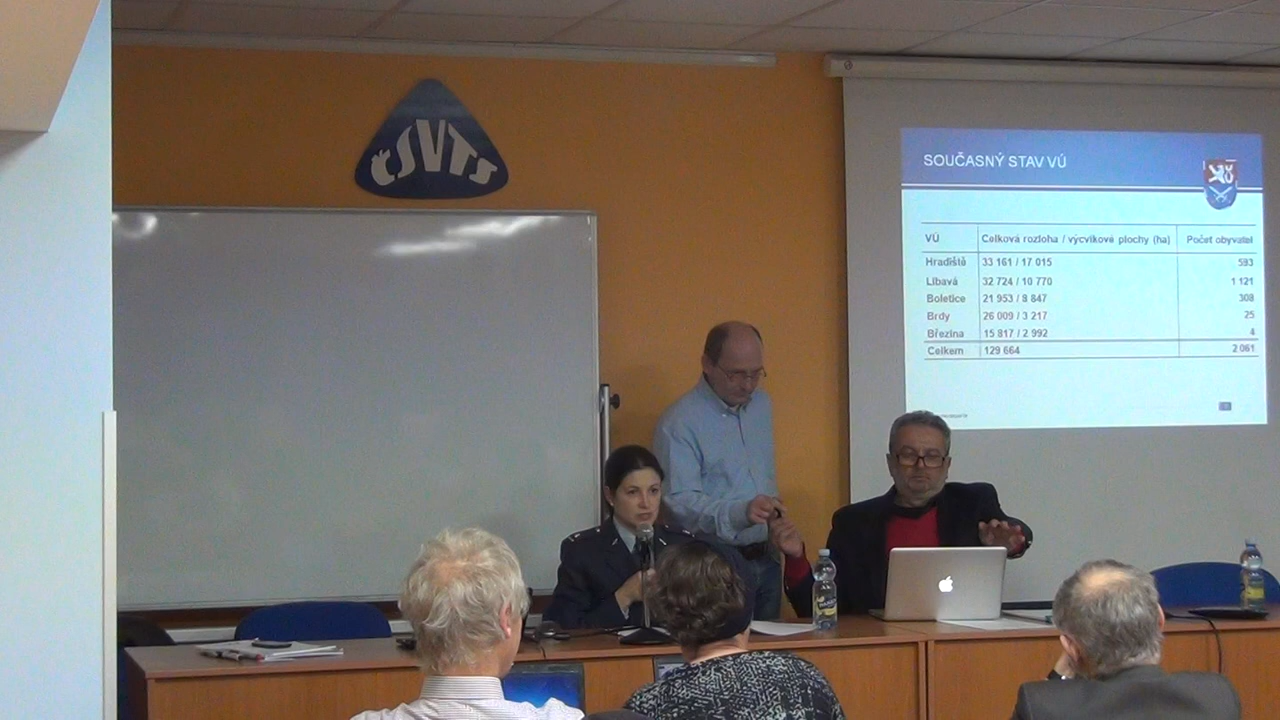 ČSVTS
SOUČASNÝ STAV VÚ
VÚ Celková rozloha / výcvikové plochy (ha) Počet obyvatel
Hradiště 33 161 / 17 015 593
Libavá 32 724 / 10 770 1 121
Boletice 21 953 / 8 847 308
Brdy 26 009 / 3 217 25
Březina 15 817 / 2 992 4
Celkem 129 664 2 061